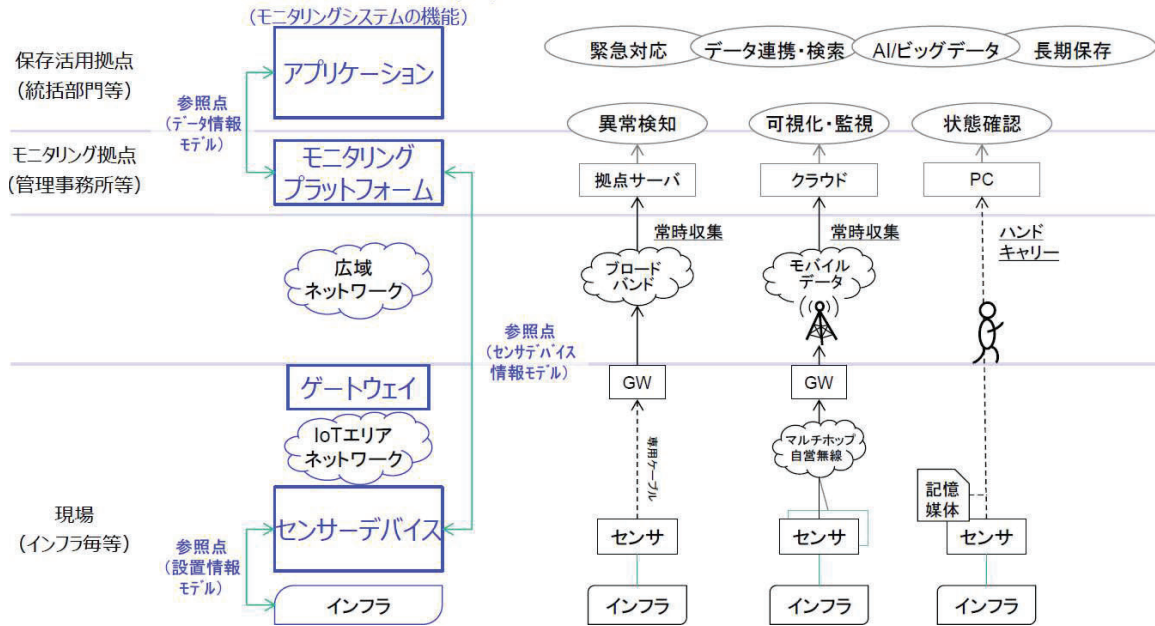 (モニタリングシステムの機能)
保存活用拠点
(統括部門等)
アプリケーション
緊急対応
データ連携・検索
AI/ビッグデータ
長期保存
参照点
(データ情報
モデル)
異常検知
可視化・監視
状態確認
モニタリング拠点
(管理事務所等)
モニタリング
プラットフォーム
拠点サーバ
クラウド
PC
常時収集
常時収集
ハンド
キャリー
広域
ネットワーク
ブロード
バンド
モバイル
データ
参照点
(センサデバイス
情報モデル)
ゲートウェイ
GW
GW
IoTエリア
ネットワーク
専用ケーブル
マルチホップ
自営無線
現場
(インフラ毎等)
センサーデバイス
記憶
媒体
センサ
センサ
センサ
参照点
(設置情報
モデル)
インフラ
インフラ
インフラ
インフラ